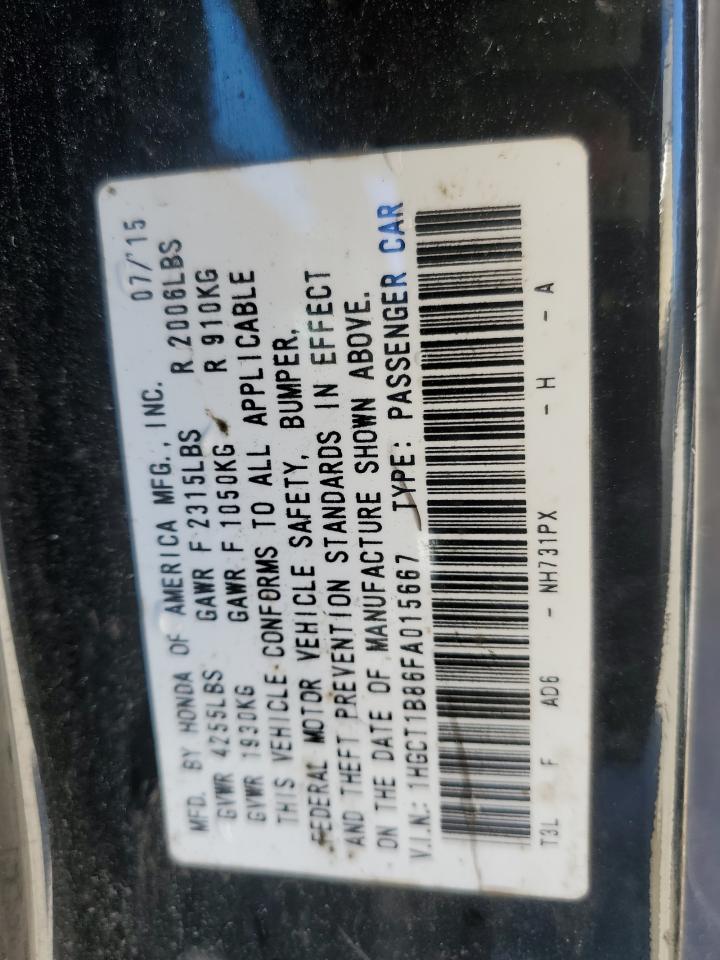 MFD. BY HONDA OF AMERICA MFG., INC. 07/'15
GVWR 4255LBS GAWR F 2315LBS R 2006LBS
GVWR 1930KG GAWR F 1050KG R 910KG
THIS VEHICLE CONFORMS TO ALL APPLICABLE
FEDERAL MOTOR VEHICLE SAFETY, BUMPER,
AND THEFT PREVENTION STANDARDS IN EFFECT
ON THE DATE OF MANUFACTURE SHOWN ABOVE.
V.I.N.: 1HGCT1B86FA015667 TYPE: PASSENGER CAR
T3L F AD6 - NH731PX - H - A